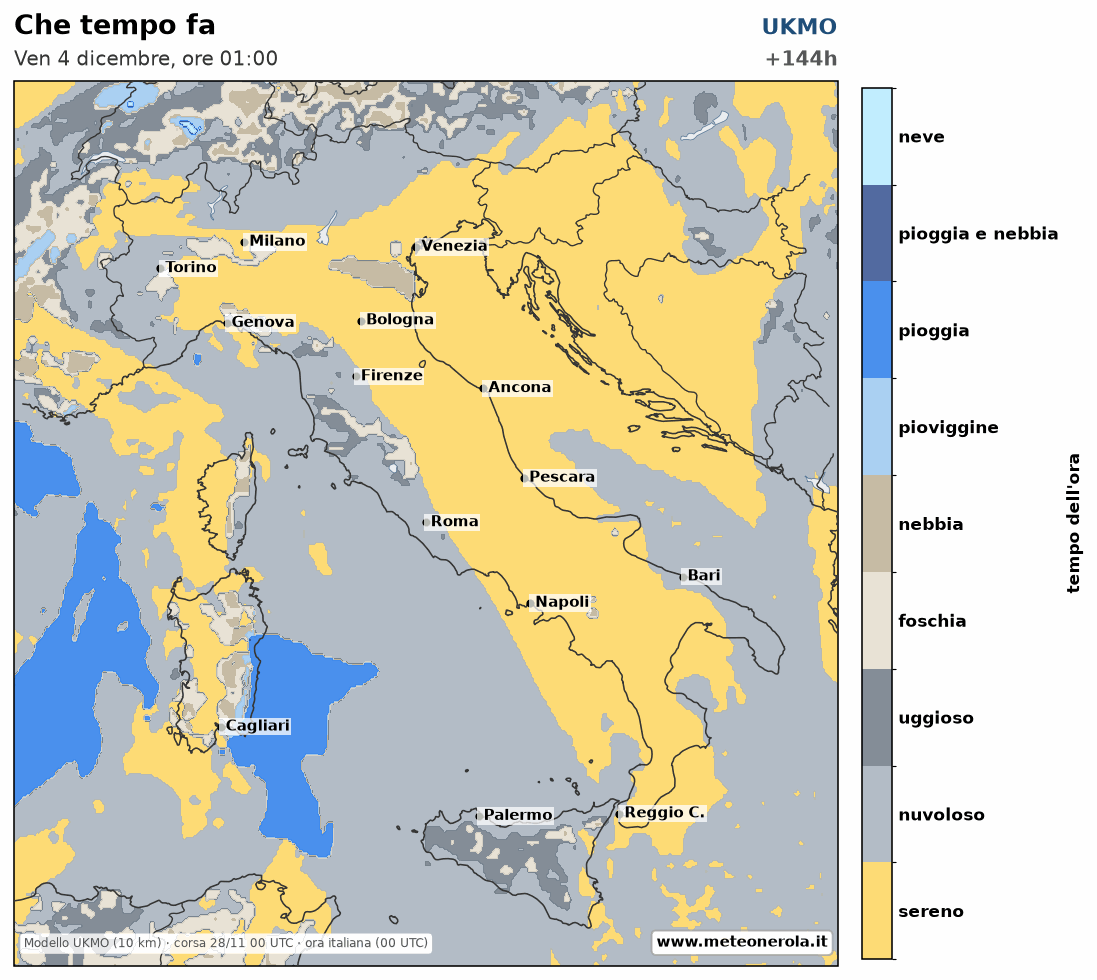 Che tempo fa
UKMO
Ven 4 dicembre, ore 01:00
+144h
neve
pioggia e nebbia
pioggia
pioviggine
nebbia
foschia
uggioso
nuvoloso
sereno
tempo dell'ora
Milano
Venezia
Torino
Genova
Bologna
Firenze
Ancona
Pescara
Roma
Bari
Napoli
Cagliari
Palermo
Reggio C.
Modello UKMO (10 km) · corsa 28/11 00 UTC · ora italiana (00 UTC)
www.meteonerola.it